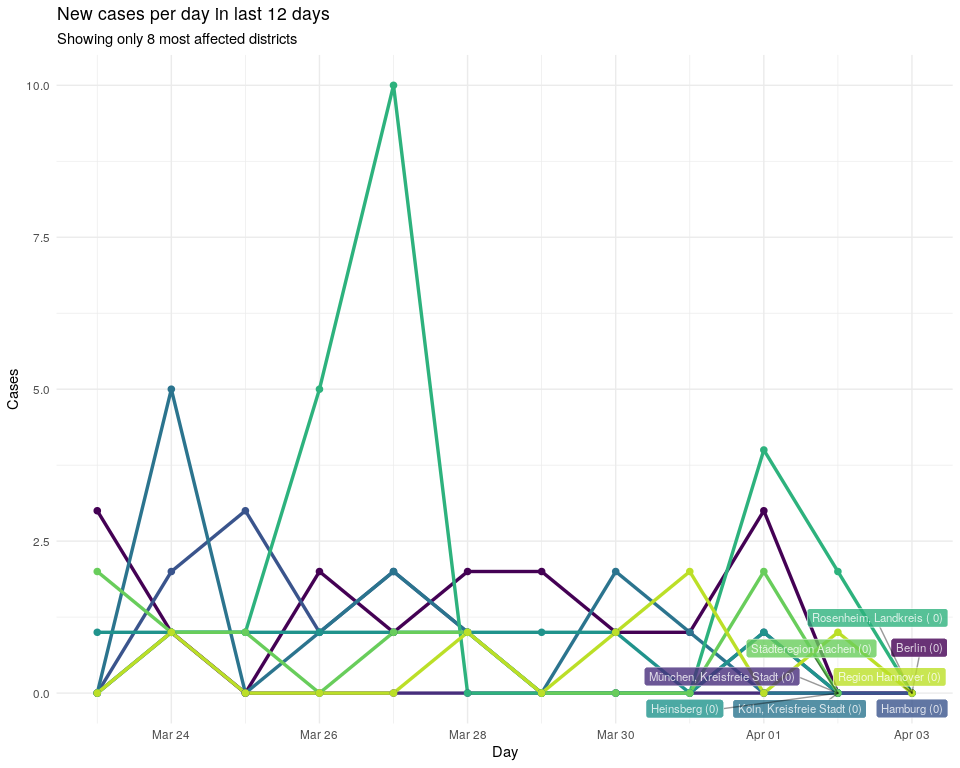 New cases per day in last 12 days
Showing only 8 most affected districts
10.0
7.5
5.0
2.5
0.0
Cases
Rosenheim, Landkreis ( 0)
Städteregion Aachen (0)
Berlin (0)
München, Kreisfreie Stadt (0)
Region Hannover (0)
Heinsberg (0)
Köln, Kreisfreie Stadt (0)
Hamburg (0)
Mar 24
Mar 26
Mar 28
Mar 30
Apr 01
Apr 03
Day